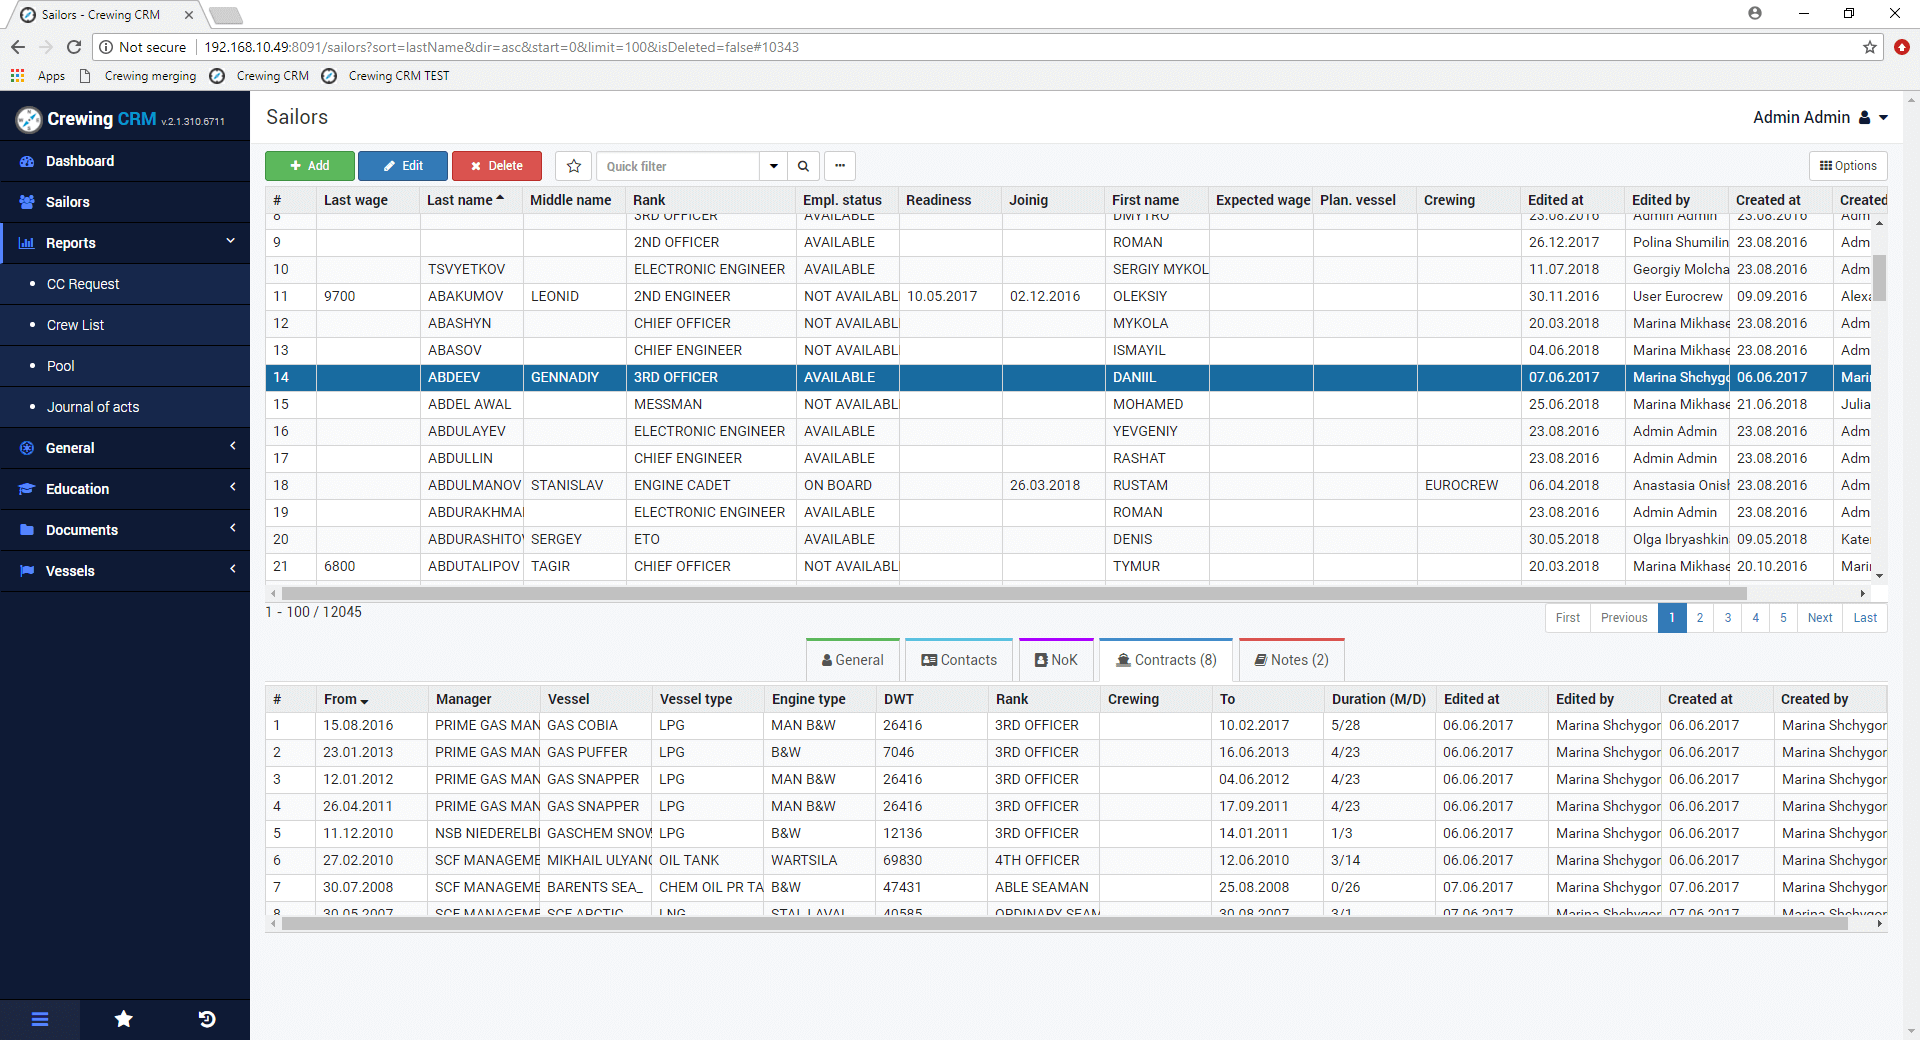 Sailors - Crewing CRM
Not secure 192.168.10.49:8091/sailors?sort=lastName&dir=asc&start=0&limit=100&isDeleted=false#10343
Apps Crewing merging Crewing CRM Crewing CRM TEST
Crewing CRM v.2.1.310.6711
Dashboard
Sailors
Reports
CC Request
Crew List
Pool
Journal of acts
General
Education
Documents
Vessels
Sailors
Admin Admin
Add Edit Delete Quick filter Options
# Last wage Last name Middle name Rank Empl. status Readiness Joinig First name Expected wage Plan. vessel Crewing Edited at Edited by Created at Created
8 3RD OFFICER AVAILABLE DMYTRO 23.08.2016 Admin Admin 23.08.2016 Adm
9 2ND OFFICER AVAILABLE ROMAN 26.12.2017 Polina Shumilin 23.08.2016 Adm
10 TSVYETKOV ELECTRONIC ENGINEER AVAILABLE SERGIY MYKOL 11.07.2018 Georgiy Molcha 23.08.2016 Adm
11 9700 ABAKUMOV LEONID 2ND ENGINEER NOT AVAILABL 10.05.2017 02.12.2016 OLEKSIY 30.11.2016 User Eurocrew 09.09.2016 Alexa
12 ABASHYN CHIEF OFFICER NOT AVAILABL MYKOLA 20.03.2018 Marina Mikhase 23.08.2016 Adm
13 ABASOV CHIEF ENGINEER NOT AVAILABL ISMAYIL 04.06.2018 Marina Mikhase 23.08.2016 Adm
14 ABDEEV GENNADIY 3RD OFFICER AVAILABLE DANIIL 07.06.2017 Marina Shchygo 06.06.2017 Mari
15 ABDEL AWAL MESSMAN NOT AVAILABL MOHAMED 25.06.2018 Marina Mikhase 21.06.2018 Julia
16 ABDULAYEV ELECTRONIC ENGINEER AVAILABLE YEVGENIY 23.08.2016 Admin Admin 23.08.2016 Adm
17 ABDULLIN CHIEF ENGINEER AVAILABLE RASHAT 23.08.2016 Admin Admin 23.08.2016 Adm
18 ABDULMANOV STANISLAV ENGINE CADET ON BOARD 26.03.2018 RUSTAM EUROCREW 06.04.2018 Anastasia Onish 23.08.2016 Adm
19 ABDURAKHMA ELECTRONIC ENGINEER AVAILABLE ROMAN 23.08.2016 Admin Admin 23.08.2016 Adm
20 ABDURASHITOV SERGEY ETO AVAILABLE DENIS 30.05.2018 Olga Ibryashkin 09.05.2018 Kate
21 6800 ABDUTALIPOV TAGIR CHIEF OFFICER NOT AVAILABL TYMUR 20.03.2018 Marina Mikhase 20.10.2016 Mari
1 - 100 / 12045
First Previous 1 2 3 4 5 Next Last
General Contacts NoK Contracts (8) Notes (2)
# From Manager Vessel Vessel type Engine type DWT Rank Crewing To Duration (M/D) Edited at Edited by Created at Created by
1 15.08.2016 PRIME GAS MAN GAS COBIA LPG MAN B&W 26416 3RD OFFICER 10.02.2017 5/28 06.06.2017 Marina Shchygor 06.06.2017 Marina Shchygor
2 23.01.2013 PRIME GAS MAN GAS PUFFER LPG B&W 7046 3RD OFFICER 16.06.2013 4/23 06.06.2017 Marina Shchygor 06.06.2017 Marina Shchygor
3 12.01.2012 PRIME GAS MAN GAS SNAPPER LPG MAN B&W 26416 3RD OFFICER 04.06.2012 4/23 06.06.2017 Marina Shchygor 06.06.2017 Marina Shchygor
4 26.04.2011 PRIME GAS MAN GAS SNAPPER LPG MAN B&W 26416 3RD OFFICER 17.09.2011 4/23 06.06.2017 Marina Shchygor 06.06.2017 Marina Shchygor
5 11.12.2010 NSB NIEDERELBI GASCHEM SNOW LPG B&W 12136 3RD OFFICER 14.01.2011 1/3 06.06.2017 Marina Shchygor 06.06.2017 Marina Shchygor
6 27.02.2010 SCF MANAGEME MIKHAIL ULYANO OIL TANK WARTSILA 69830 4TH OFFICER 12.06.2010 3/14 06.06.2017 Marina Shchygor 06.06.2017 Marina Shchygor
7 30.07.2008 SCF MANAGEME BARENTS SEA_ CHEM OIL PR TA B&W 47431 ABLE SEAMAN 25.08.2008 0/26 07.06.2017 Marina Shchygor 07.06.2017 Marina Shchygor
8 30.05.2007 SCF MANAGEME SCF ARCTIC LNG STAL LAVAL 40585 ORDINARY SEAM 30.08.2007 3/1 07.06.2017 Marina Shchygor 07.06.2017 Marina Shchygor